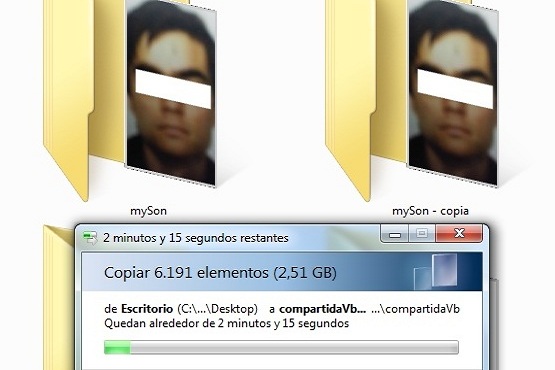 mySon
mySon - copia
2 minutos y 15 segundos restantes
Copiar 6.191 elementos (2,51 GB)
de Escritorio (C:\...\Desktop) a compartidaVb... ...\compartidaVb
Quedan alrededor de 2 minutos y 15 segundos